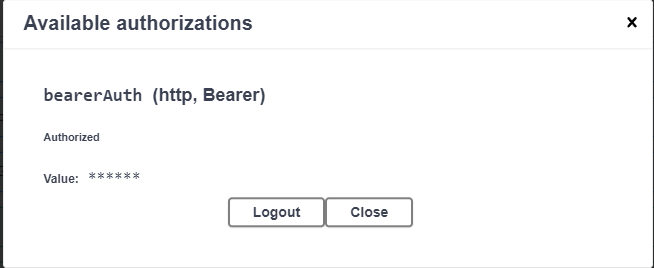 Available authorizations
bearerAuth (http, Bearer)
Authorized
Value: ******
Logout Close